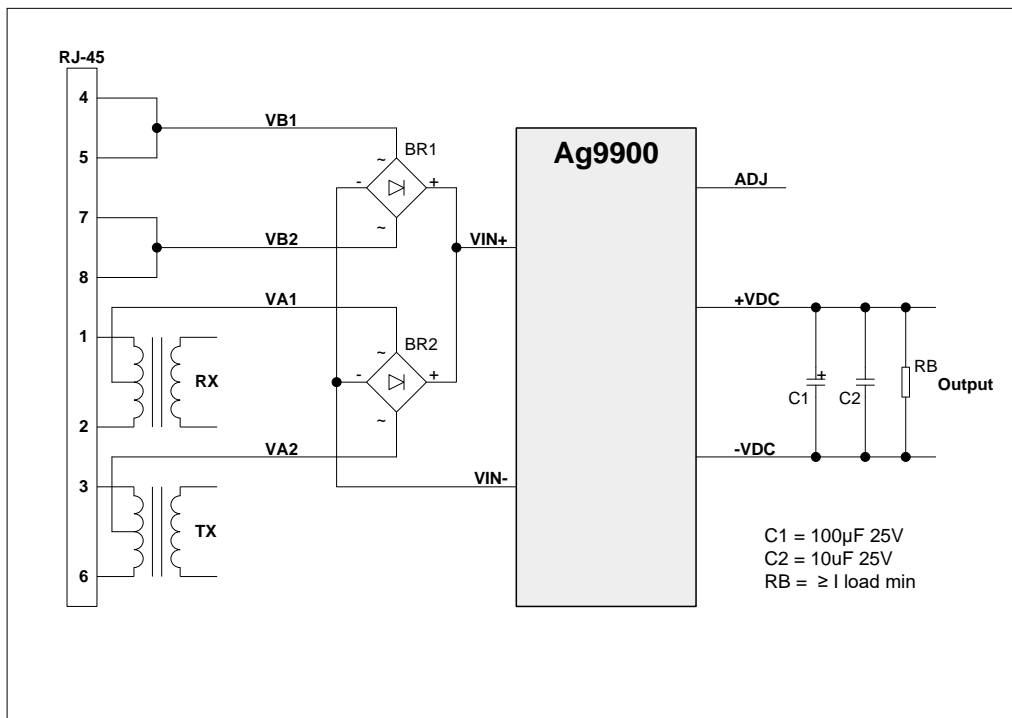 RJ-45
4
5
7
8
1
2
3
6
VB1
VB2
VA1
VA2
RX
TX
~
BR1
-
+
~
~
BR2
-
+
~
VIN+
VIN-
Ag9900
ADJ
+VDC
-VDC
+
C1
C2
RB
Output
C1 = 100µF 25V
C2 = 10uF 25V
RB = ≥ I load min